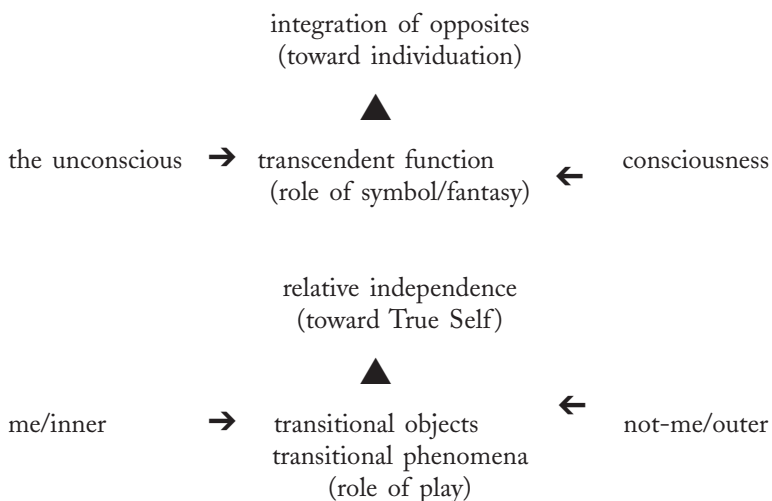 integration of opposites
(toward individuation)
the unconscious ➔ transcendent function ➔ consciousness
(role of symbol/fantasy)
relative independence
(toward True Self)
me/inner ➔ transitional objects ➔ not-me/outer
transitional phenomena
(role of play)